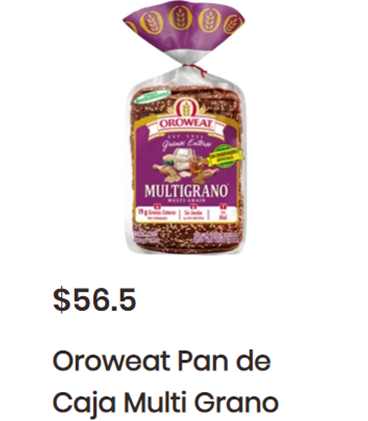 OROWEAT
Granos Enteros
MULTIGRANO
MULTI GRAIN
$56.5
Oroweat Pan de
Caja Multi Grano